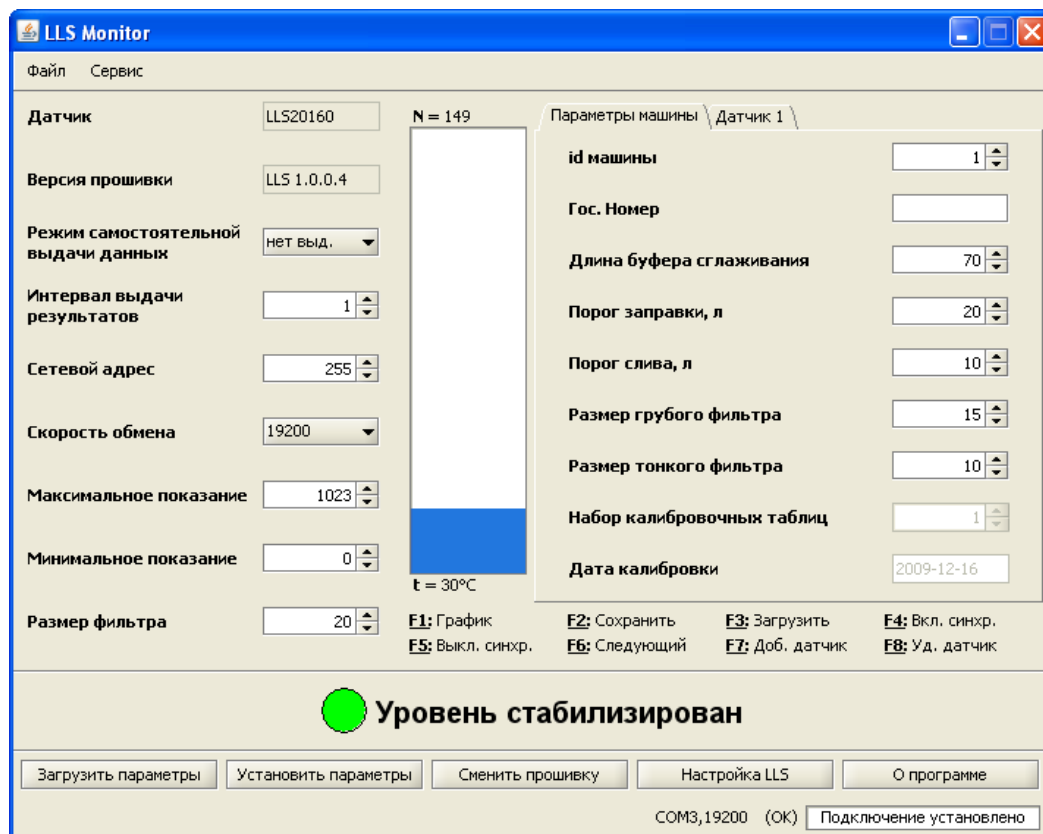 LLS Monitor
Файл Сервис
Датчик LLS20160
Версия прошивки LLS 1.0.0.4
Режим самостоятельной
выдачи данных нет выд.
Интервал выдачи
результатов 1
Сетевой адрес 255
Скорость обмена 19200
Максимальное показание 1023
Минимальное показание 0
Размер фильтра 20
N = 149
t = 30°C
Параметры машины Датчик 1
id машины 1
Гос. Номер
Длина буфера сглаживания 70
Порог заправки, л 20
Порог слива, л 10
Размер грубого фильтра 15
Размер тонкого фильтра 10
Набор калибровочных таблиц 1
Дата калибровки 2009-12-16
F1: График F2: Сохранить F3: Загрузить F4: Вкл. синхр.
F5: Выкл. синхр. F6: Следующий F7: Доб. датчик F8: Уд. датчик
Уровень стабилизирован
Загрузить параметры Установить параметры Сменить прошивку Настройка LLS О программе
COM3,19200 (OK) Подключение установлено